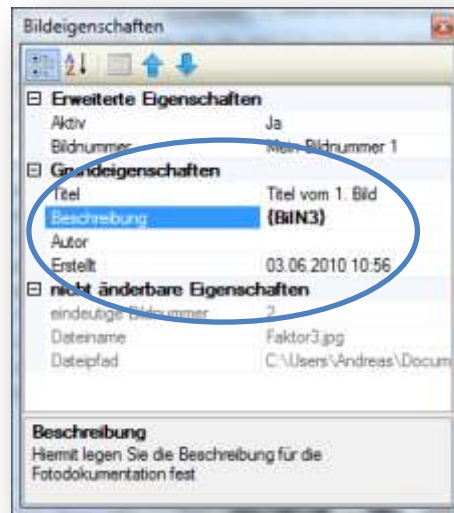 Bildeigenschaften
Erweiterte Eigenschaften
Aktiv Ja
Bildnummer Mein Bildnummer 1
Grundeigenschaften
Titel Titel vom 1. Bild
Beschreibung {BilN3}
Autor
Erstellt 03.06.2010 10:56
nicht änderbare Eigenschaften
eindeutige Bildnummer 2
Dateiname Faktor3.jpg
Dateipfad C:\Users\Andreas\Docum
Beschreibung
Hiermit legen Sie die Beschreibung für die
Fotodokumentation fest